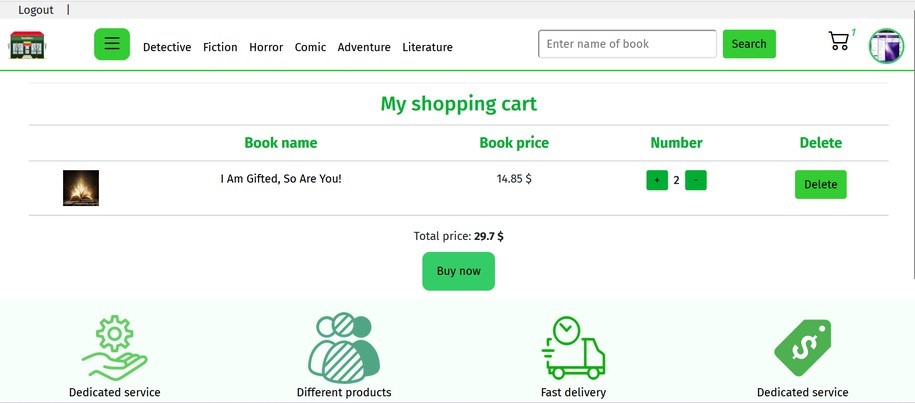 Logout |
Detective Fiction Horror Comic Adventure Literature Enter name of book Search 1
My shopping cart
Book name Book price Number Delete
I Am Gifted, So Are You! 14.85 $ + 2 - Delete
Total price: 29.7 $
Buy now
Dedicated service Different products Fast delivery Dedicated service